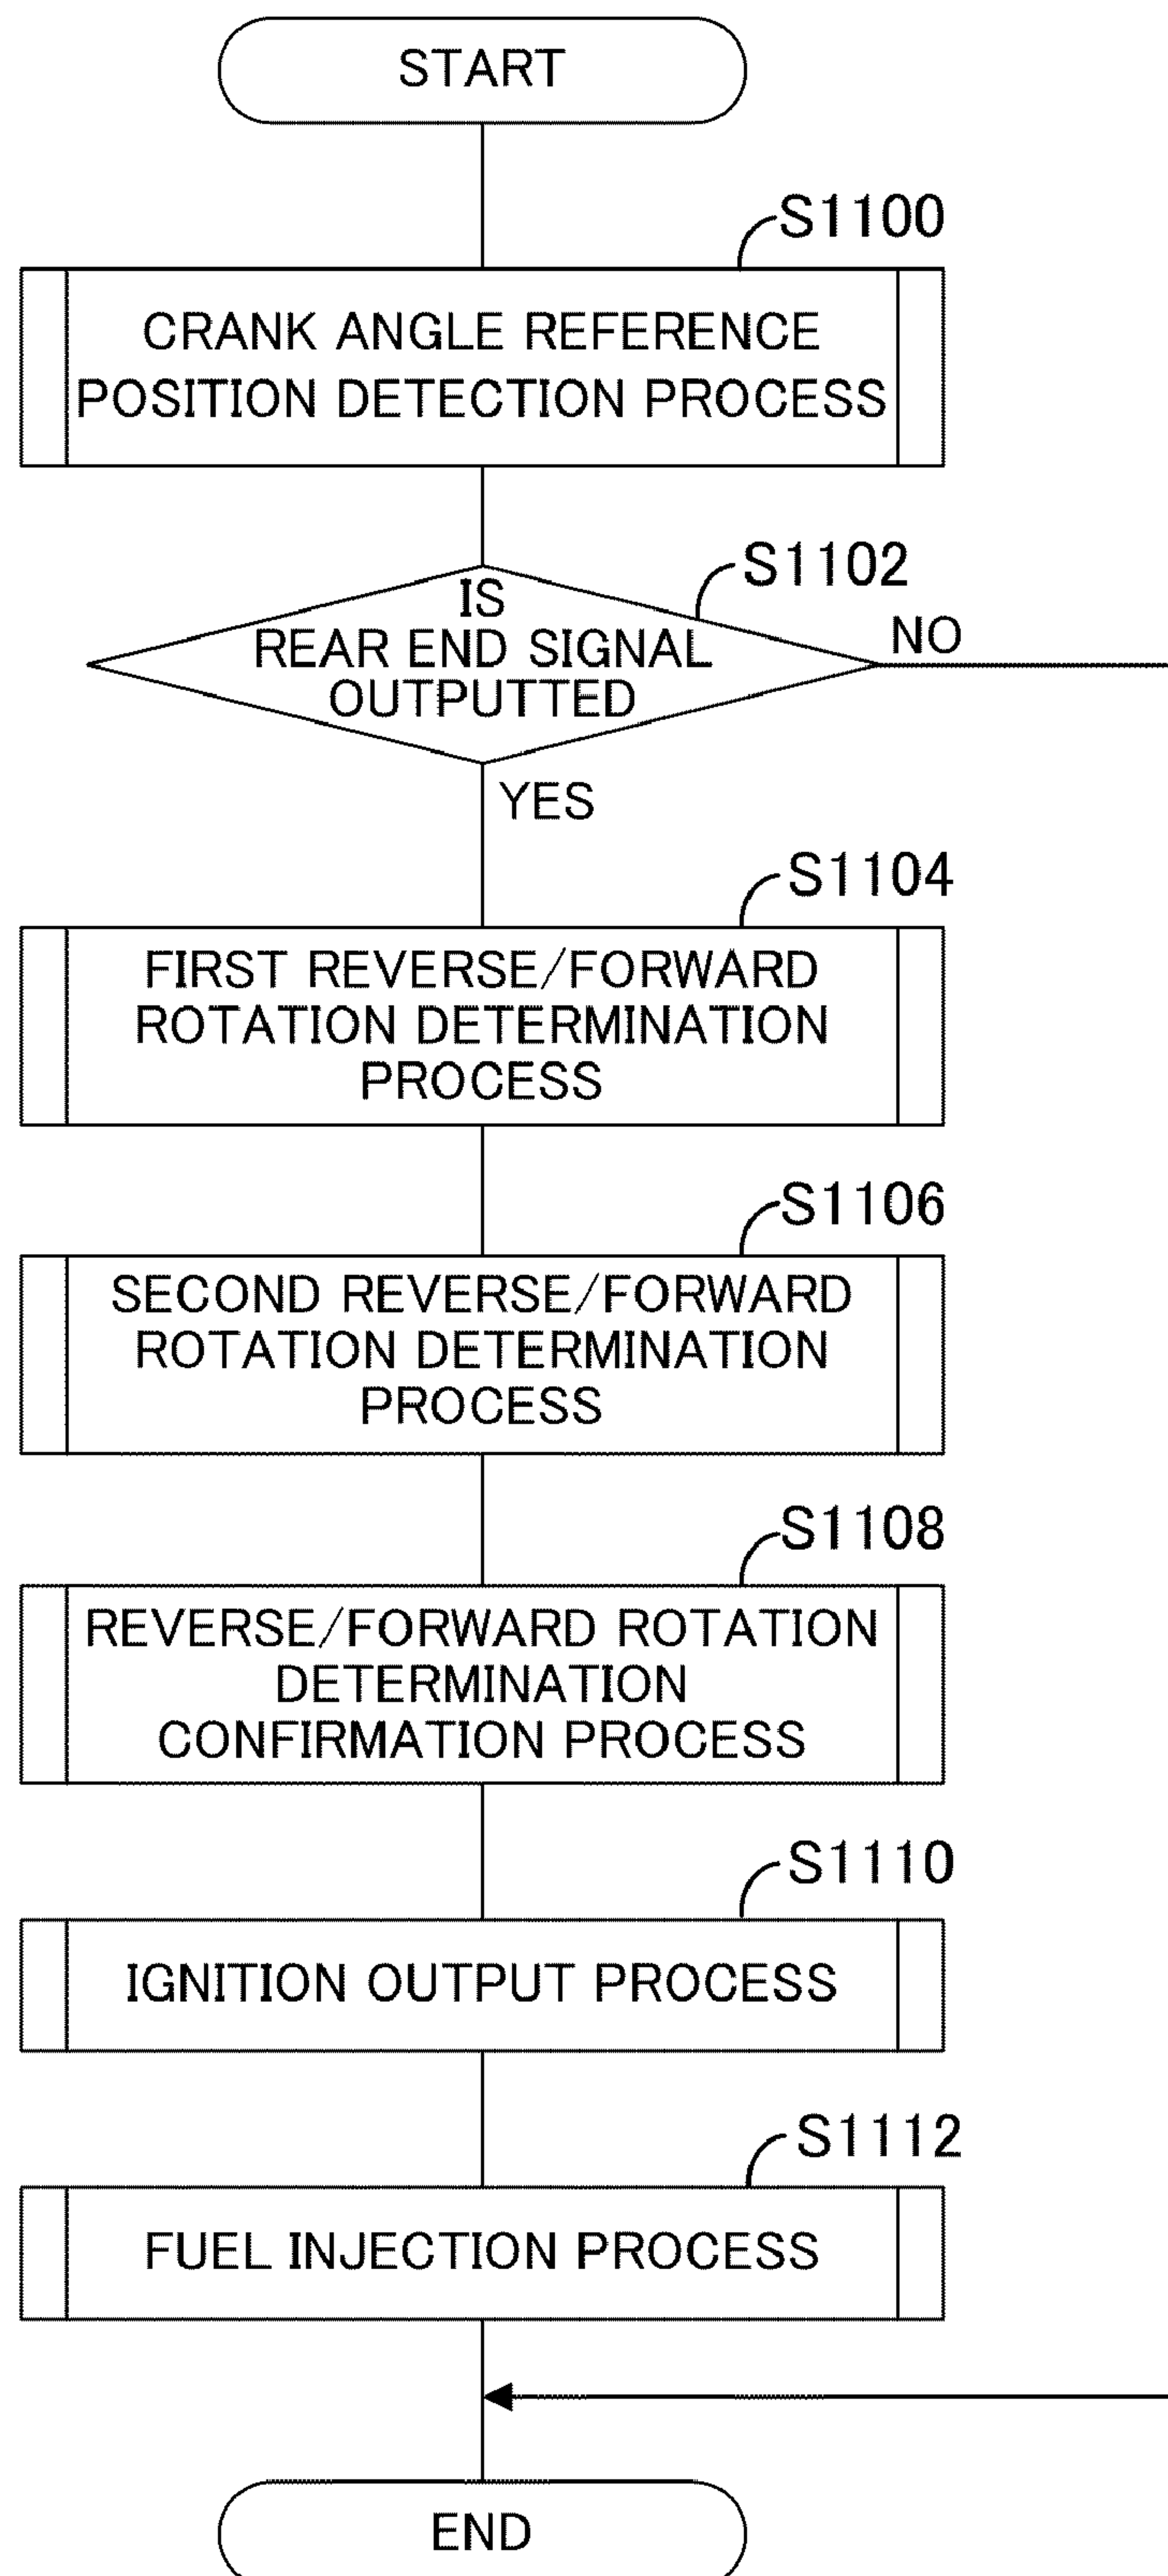 START
S1100
CRANK ANGLE REFERENCE
POSITION DETECTION PROCESS
S1102
IS
REAR END SIGNAL
OUTPUTTED
NO
YES
S1104
FIRST REVERSE/FORWARD
ROTATION DETERMINATION
PROCESS
S1106
SECOND REVERSE/FORWARD
ROTATION DETERMINATION
PROCESS
S1108
REVERSE/FORWARD ROTATION
DETERMINATION
CONFIRMATION PROCESS
S1110
IGNITION OUTPUT PROCESS
S1112
FUEL INJECTION PROCESS
END